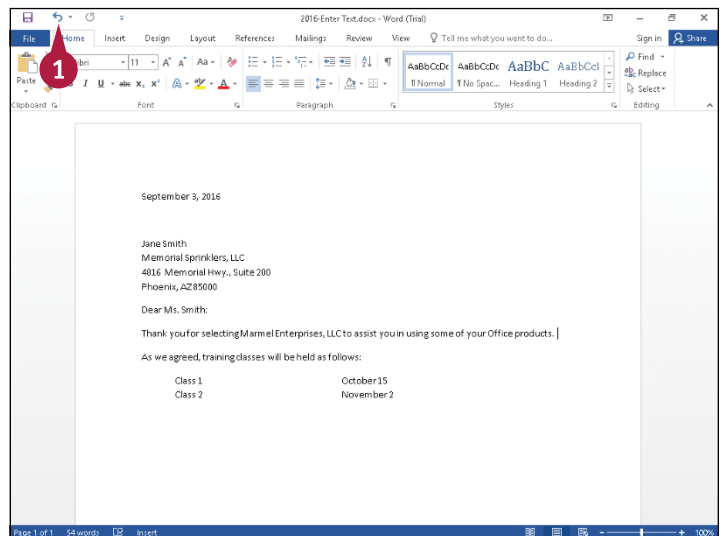 2016-Enter Text.docx - Word (Trial)
File Home Insert Design Layout References Mailings Review View Tell me what you want to do... Sign in Share
11 Aa Find
AaBbCcDc AaBbCcDc AaBbC AaBbCcl
Replace
Paste I U abc x, x² A
¶ Normal ¶ No Spac... Heading 1 Heading 2 Select
Clipboard Font Paragraph Styles Editing
1
September 3, 2016
Jane Smith
Memorial Sprinklers, LLC
4816 Memorial Hwy., Suite 200
Phoenix, AZ 85000
Dear Ms. Smith:
Thank you for selecting Marmel Enterprises, LLC to assist you in using some of your Office products.
As we agreed, training classes will be held as follows:
Class 1 October 15
Class 2 November 2
Page 1 of 1 54 words Insert 100%